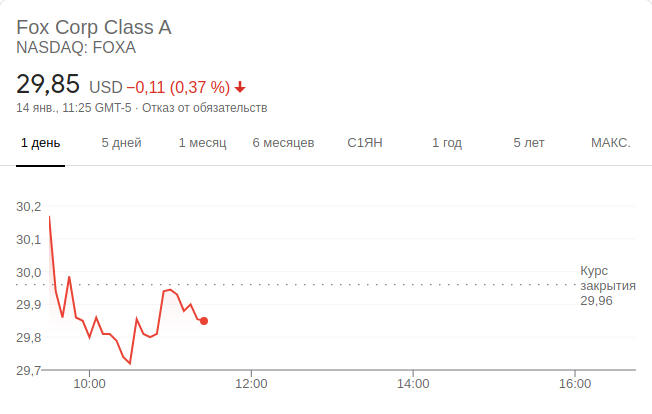 Fox Corp Class A
NASDAQ: FOXA
29,85 USD −0,11 (0,37 %)
14 янв., 11:25 GMT-5 · Отказ от обязательств
1 день 5 дней 1 месяц 6 месяцев С1ЯН 1 год 5 лет МАКС.
30,2
30,1
30,0
29,9
29,8
29,7
Курс
закрытия
29,96
10:00 12:00 14:00 16:00